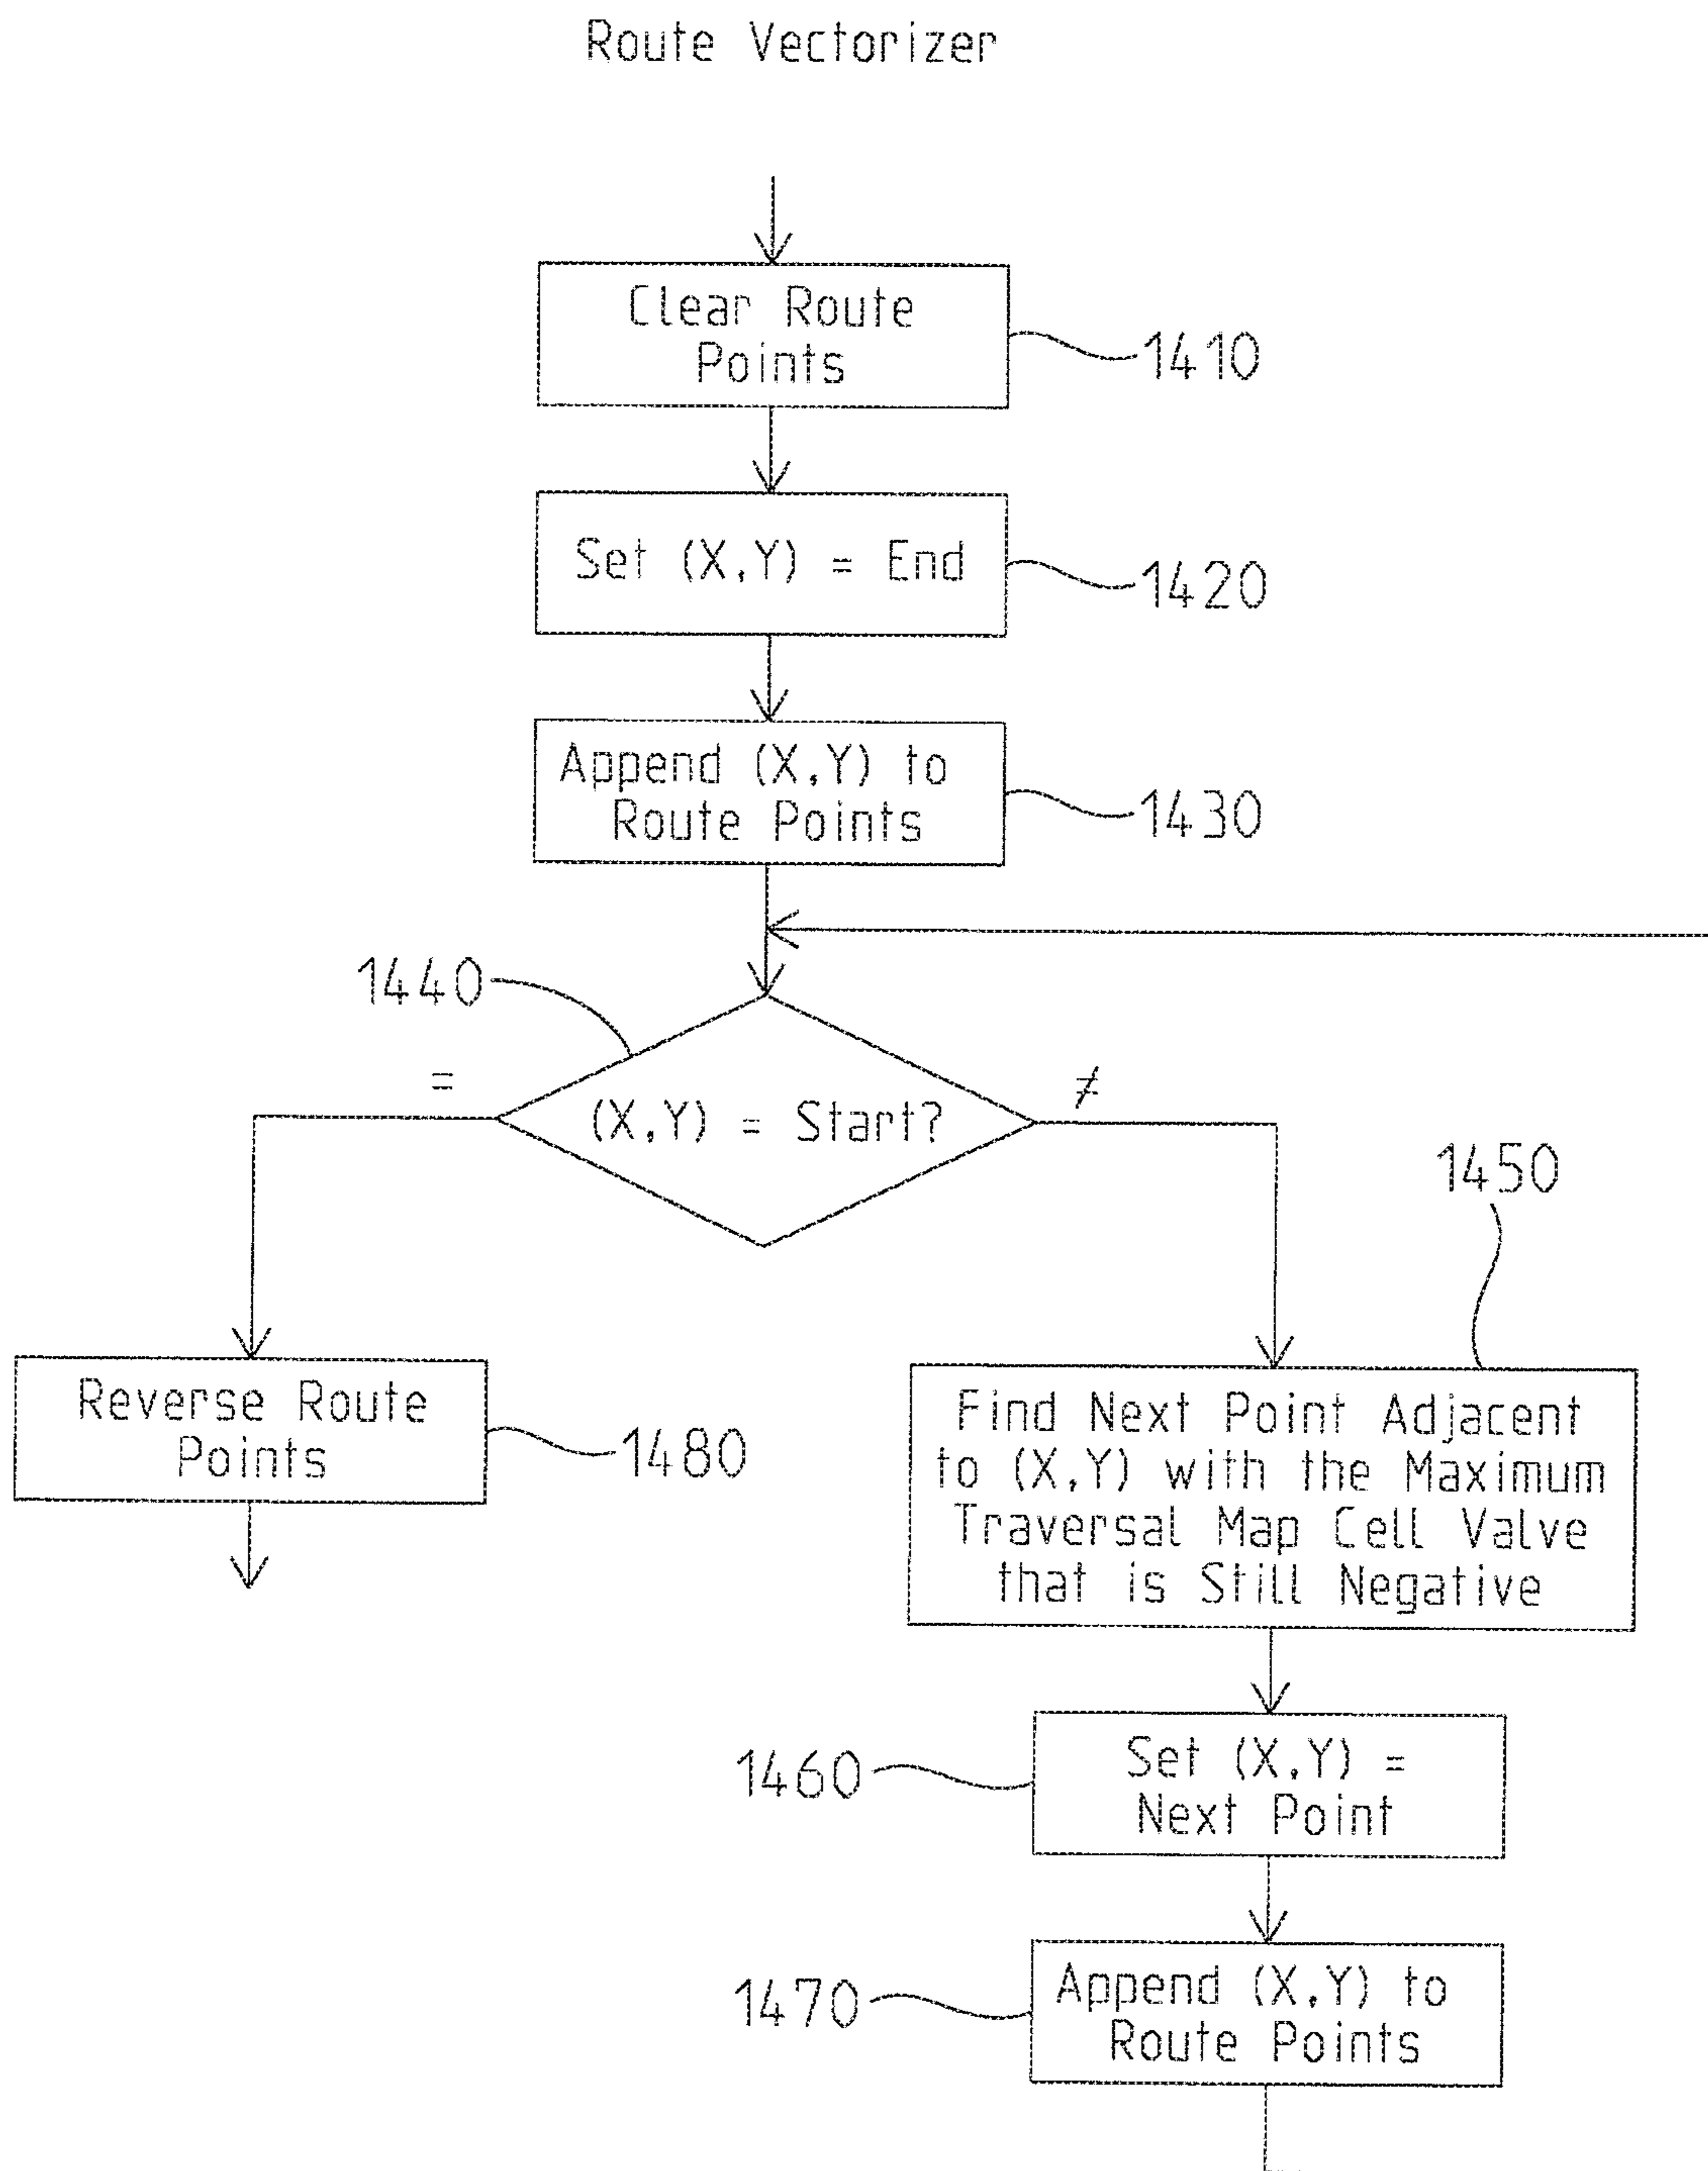 Route Vectorizer
Clear Route
Points
1410
Set (X,Y) = End
1420
Append (X,Y) to
Route Points
1430
1440
=
(X,Y) = Start?
≠
1450
Reverse Route
Points
1480
Find Next Point Adjacent
to (X,Y) with the Maximum
Traversal Map Cell Valve
that is Still Negative
1460
Set (X,Y) =
Next Point
1470
Append (X,Y) to
Route Points